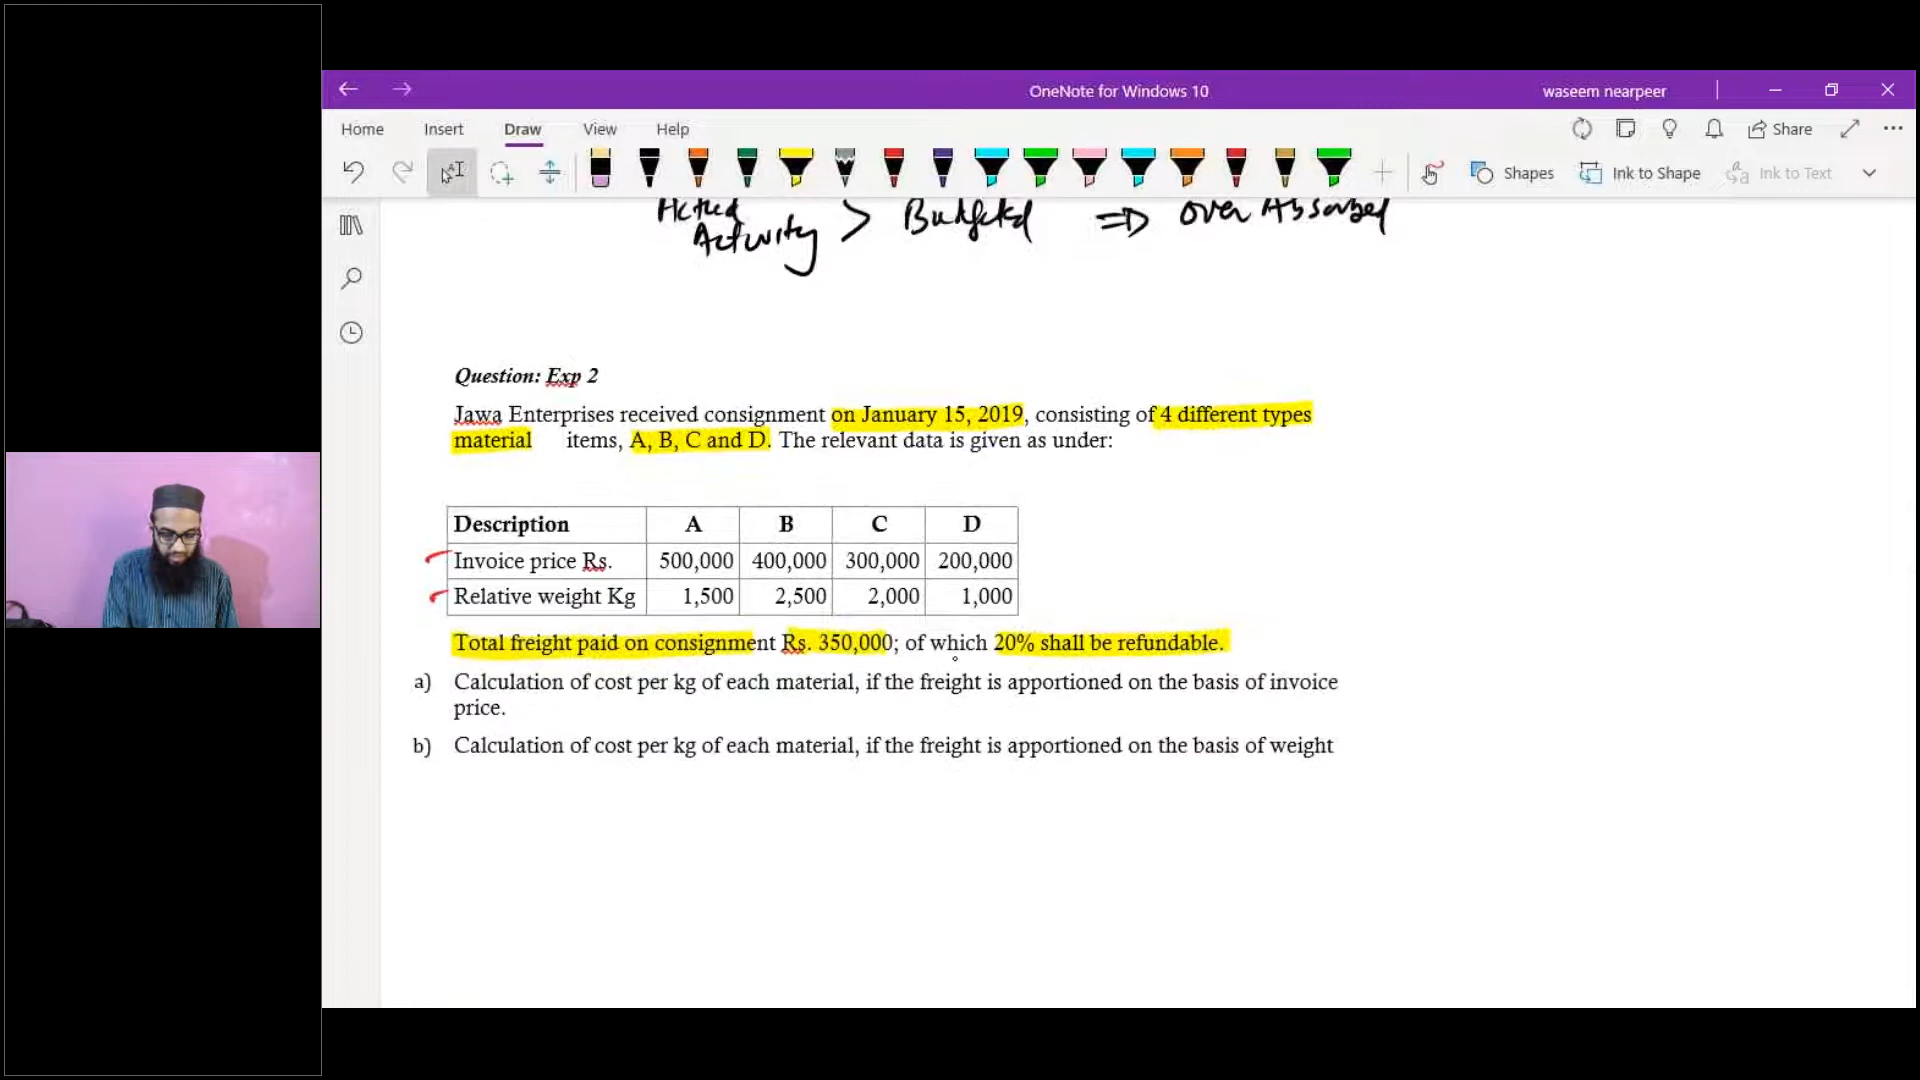 OneNote for Windows 10
waseem nearpeer
Home Insert Draw View Help
Share
Shapes Ink to Shape Ink to Text
Activity > Budgeted => over Absorbed
Question: Exp 2
Jawa Enterprises received consignment on January 15, 2019, consisting of 4 different types
material items, A, B, C and D. The relevant data is given as under:
Description A B C D
Invoice price Rs. 500,000 400,000 300,000 200,000
Relative weight Kg 1,500 2,500 2,000 1,000
Total freight paid on consignment Rs. 350,000; of which 20% shall be refundable.
a) Calculation of cost per kg of each material, if the freight is apportioned on the basis of invoice
price.
b) Calculation of cost per kg of each material, if the freight is apportioned on the basis of weight